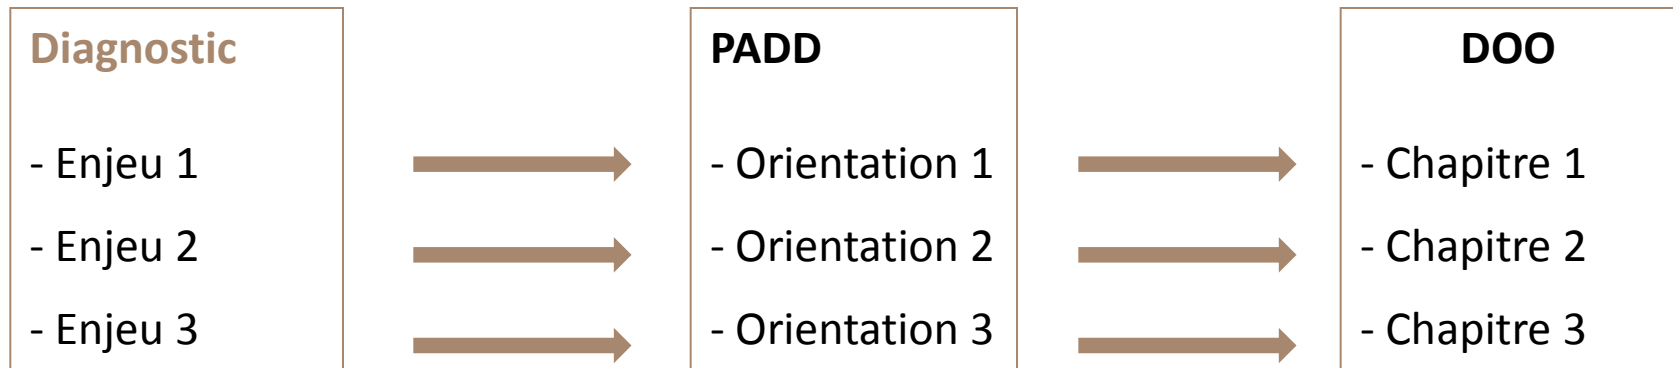 Diagnostic
- Enjeu 1
- Enjeu 2
- Enjeu 3
PADD
- Orientation 1
- Orientation 2
- Orientation 3
DOO
- Chapitre 1
- Chapitre 2
- Chapitre 3